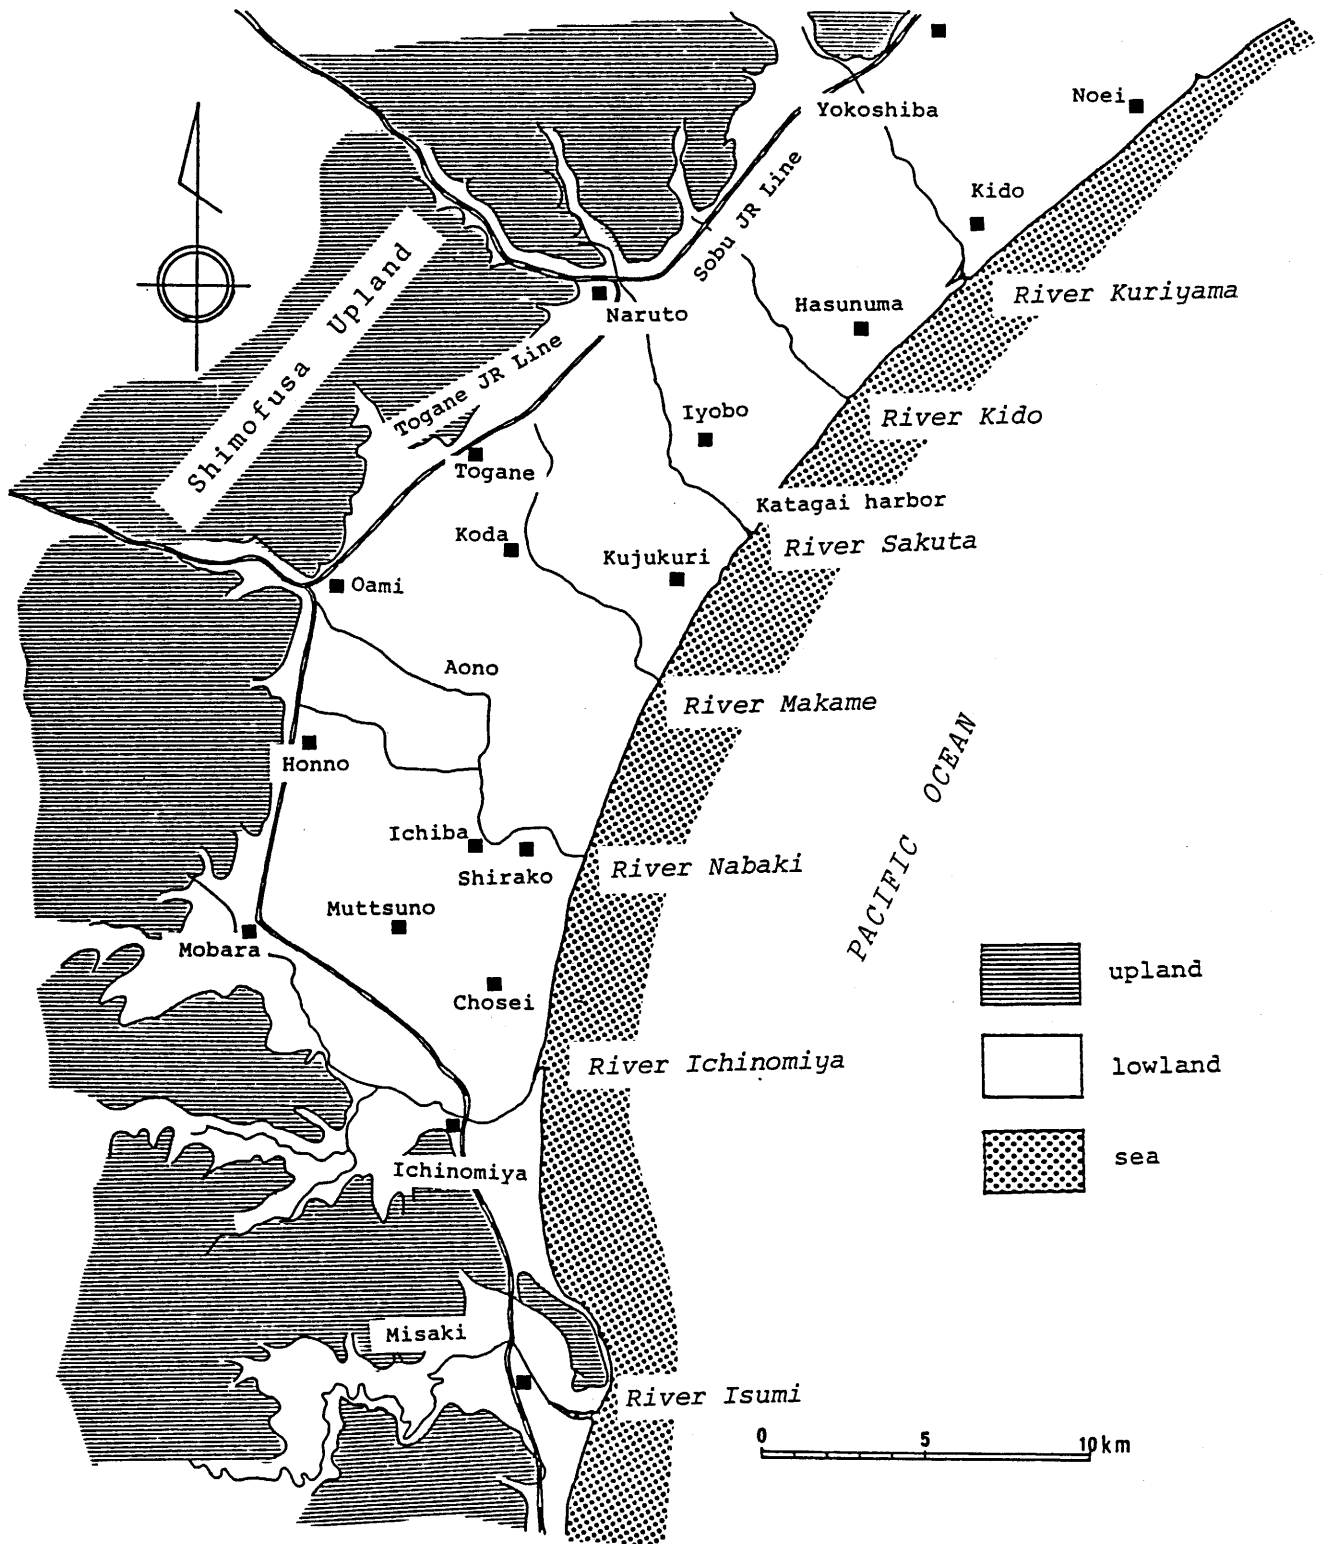 Yokoshiba
Noei
Sobu JR Line
Kido
River Kuriyama
Hasunuma
Naruto
Shimofusa Upland
Togane JR Line
Iyobo
River Kido
Togane
Katagai harbor
Koda
Kujukuri
River Sakuta
Oami
Aono
River Makame
PACIFIC OCEAN
Honno
Ichiba
Shirako
River Nabaki
Muttsuno
Mobara
Chosei
upland
River Ichinomiya
lowland
Ichinomiya
sea
Misaki
River Isumi
0 5 10km